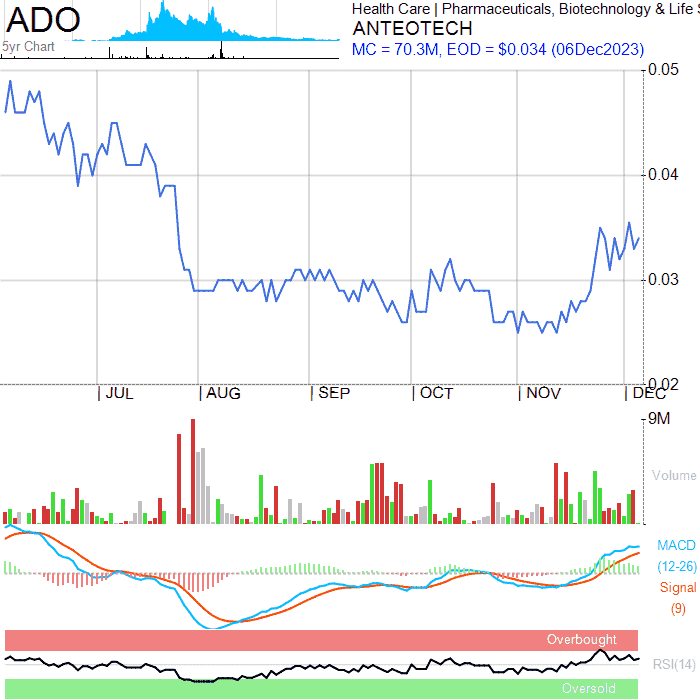 ADO
5yr Chart
Health Care | Pharmaceuticals, Biotechnology & Life S
ANTEOTECH
MC = 70.3M, EOD = $0.034 (06Dec2023)
0.05
0.04
0.03
0.02
JUL
AUG
SEP
OCT
NOV
DEC
9M
Volume
MACD
(12-26)
Signal
(9)
Overbought
RSI(14)
Oversold